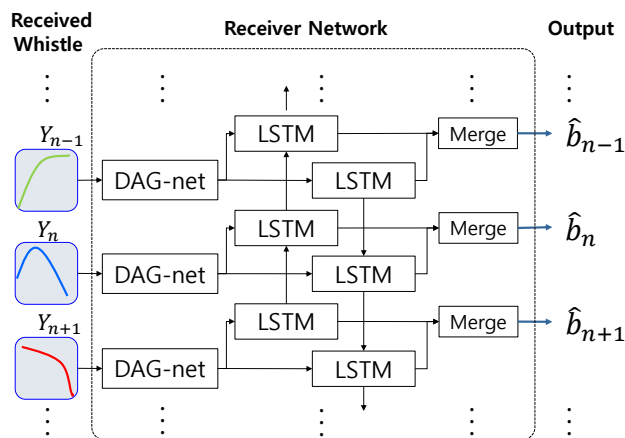 Received Whistle
Receiver Network
Output
Y_{n-1}
LSTM
Merge
b̂_{n-1}
DAG-net
LSTM
Y_n
LSTM
Merge
b̂_n
DAG-net
LSTM
Y_{n+1}
LSTM
Merge
b̂_{n+1}
DAG-net
LSTM